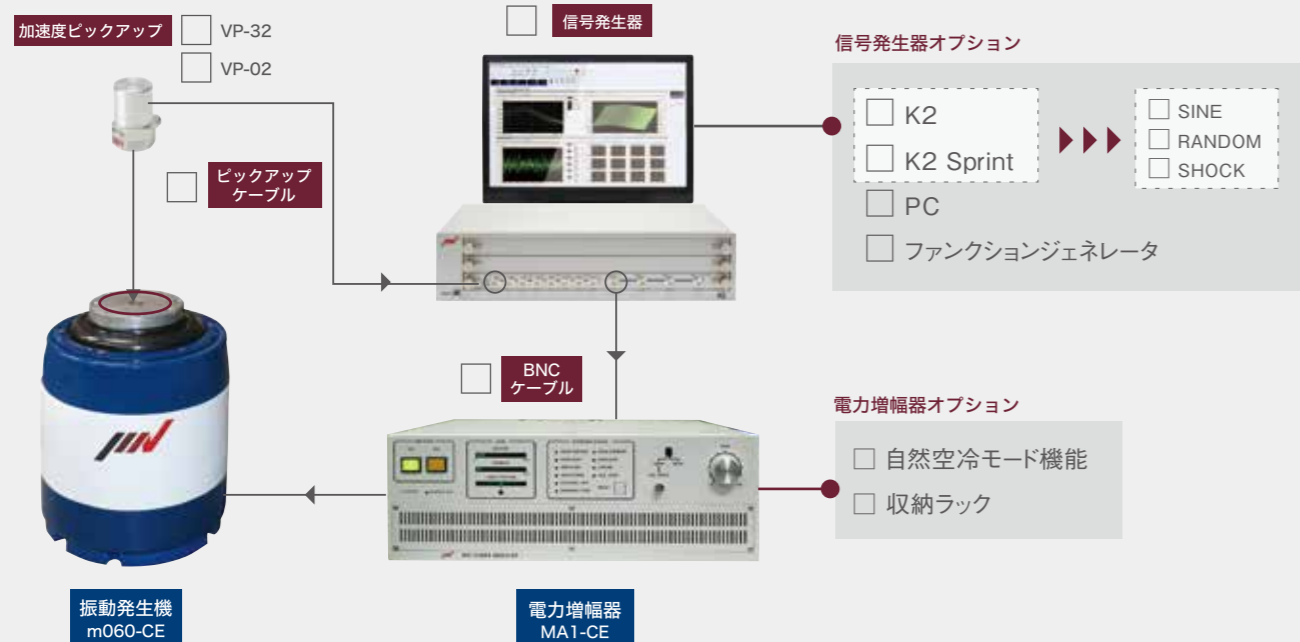 加速度ピックアップ
VP-32
VP-02
信号発生器
ピックアップ
ケーブル
信号発生器オプション
K2
K2 Sprint
PC
ファンクションジェネレータ
SINE
RANDOM
SHOCK
BNC
ケーブル
電力増幅器オプション
自然空冷モード機能
収納ラック
振動発生機
m060-CE
電力増幅器
MA1-CE